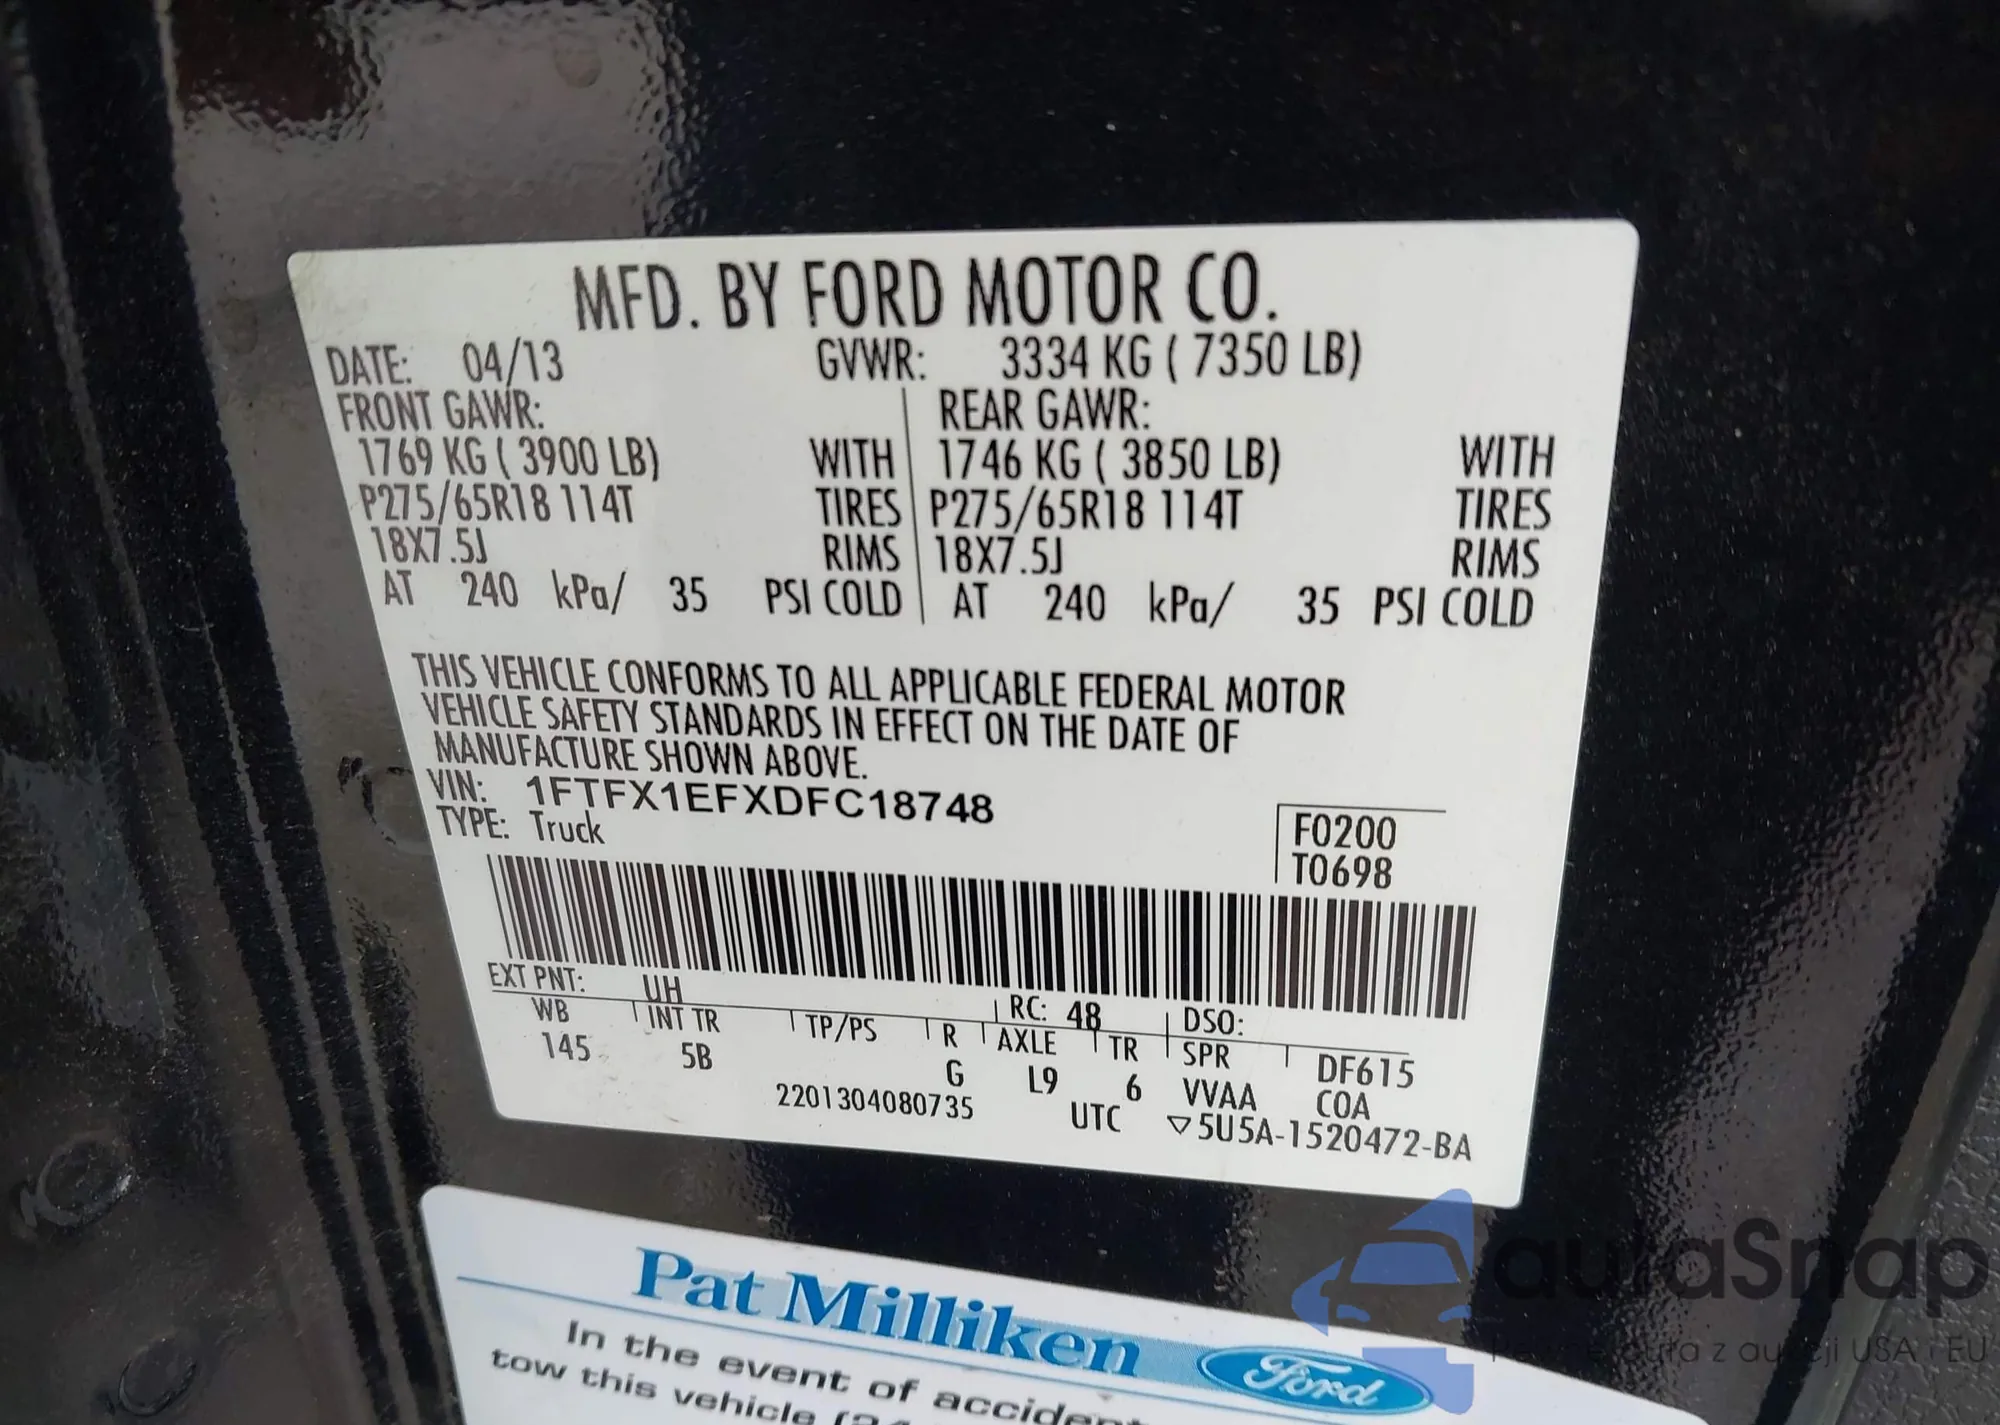 MFD. BY FORD MOTOR CO.
DATE: 04/13 GVWR: 3334 KG ( 7350 LB)
FRONT GAWR: REAR GAWR:
1769 KG ( 3900 LB) WITH 1746 KG ( 3850 LB) WITH
P275/65R18 114T TIRES P275/65R18 114T TIRES
18X7.5J RIMS 18X7.5J RIMS
AT 240 kPa/ 35 PSI COLD AT 240 kPa/ 35 PSI COLD
THIS VEHICLE CONFORMS TO ALL APPLICABLE FEDERAL MOTOR
VEHICLE SAFETY STANDARDS IN EFFECT ON THE DATE OF
MANUFACTURE SHOWN ABOVE.
VIN: 1FTFX1EFXDFC18748
TYPE: Truck
F0200
T0698
EXT PNT: UH RC: 48 DSO:
WB INT TR TP/PS R AXLE TR SPR DF615
145 5B G L9 6 VVAA COA
2201304080735 UTC ▽5U5A-1520472-BA
Pat Milliken Ford
In the event of accident
tow this vehicle
auraSnap
z aukcji USA i EU